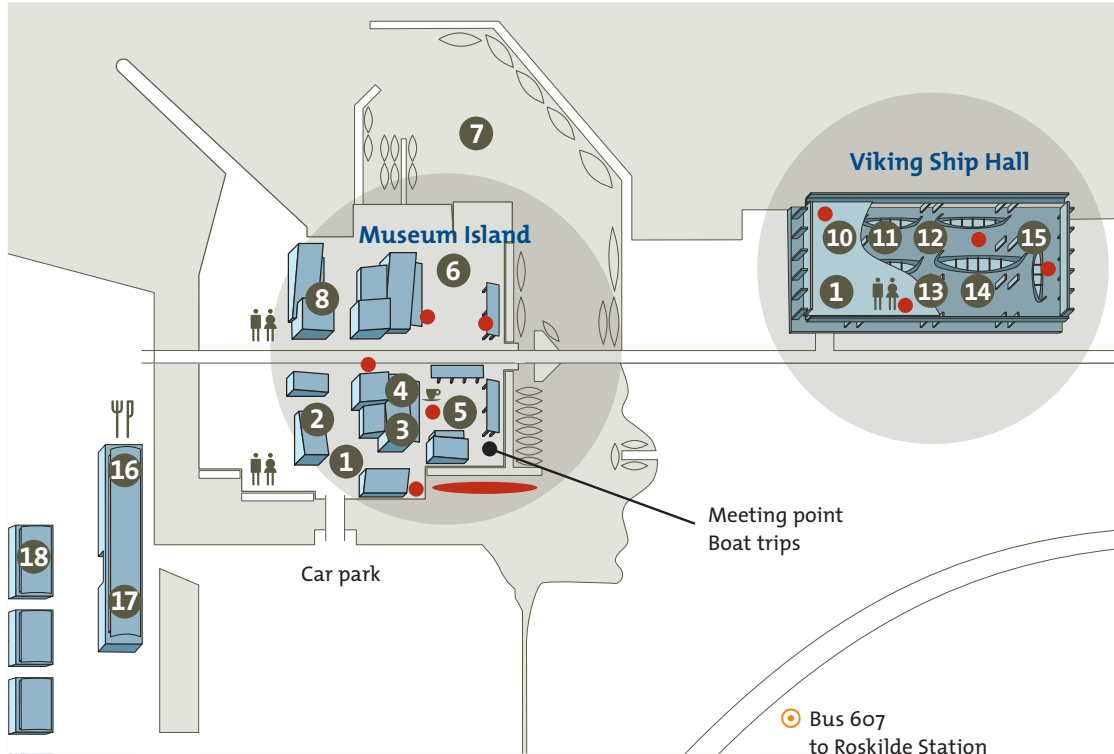 7
Viking Ship Hall
Museum Island
10
11
12
15
6
8
1
13
14
4
2
5
3
16
1
Meeting point
Boat trips
18
Car park
17
Bus 607
to Roskilde Station